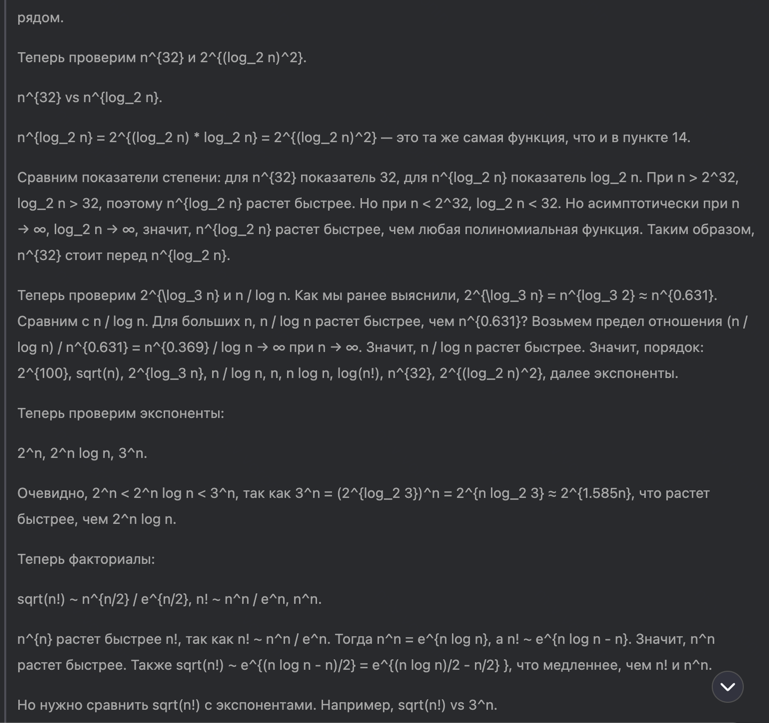 рядом.
Теперь проверим n^{32} и 2^{(log_2 n)^2}.
n^{32} vs n^{log_2 n}.
n^{log_2 n} = 2^{(log_2 n) * log_2 n} = 2^{(log_2 n)^2} — это та же самая функция, что и в пункте 14.
Сравним показатели степени: для n^{32} показатель 32, для n^{log_2 n} показатель log_2 n. При n > 2^32,
log_2 n > 32, поэтому n^{log_2 n} растет быстрее. Но при n < 2^32, log_2 n < 32. Но асимптотически при n
→ ∞, log_2 n → ∞, значит, n^{log_2 n} растет быстрее, чем любая полиномиальная функция. Таким образом,
n^{32} стоит перед n^{log_2 n}.
Теперь проверим 2^{\log_3 n} и n / log n. Как мы ранее выяснили, 2^{\log_3 n} = n^{log_3 2} ≈ n^{0.631}.
Сравним с n / log n. Для больших n, n / log n растет быстрее, чем n^{0.631}? Возьмем предел отношения (n /
log n) / n^{0.631} = n^{0.369} / log n → ∞ при n → ∞. Значит, n / log n растет быстрее. Значит, порядок:
2^{100}, sqrt(n), 2^{log_3 n}, n / log n, n, n log n, log(n!), n^{32}, 2^{(log_2 n)^2}, далее экспоненты.
Теперь проверим экспоненты:
2^n, 2^n log n, 3^n.
Очевидно, 2^n < 2^n log n < 3^n, так как 3^n = (2^{log_2 3})^n = 2^{n log_2 3} ≈ 2^{1.585n}, что растет
быстрее, чем 2^n log n.
Теперь факториалы:
sqrt(n!) ~ n^{n/2} / e^{n/2}, n! ~ n^n / e^n, n^n.
n^{n} растет быстрее n!, так как n! ~ n^n / e^n. Тогда n^n = e^{n log n}, а n! ~ e^{n log n - n}. Значит, n^n
растет быстрее. Также sqrt(n!) ~ e^{(n log n - n)/2} = e^{(n log n)/2 - n/2} }, что медленнее, чем n! и n^n.
Но нужно сравнить sqrt(n!) с экспонентами. Например, sqrt(n!) vs 3^n.